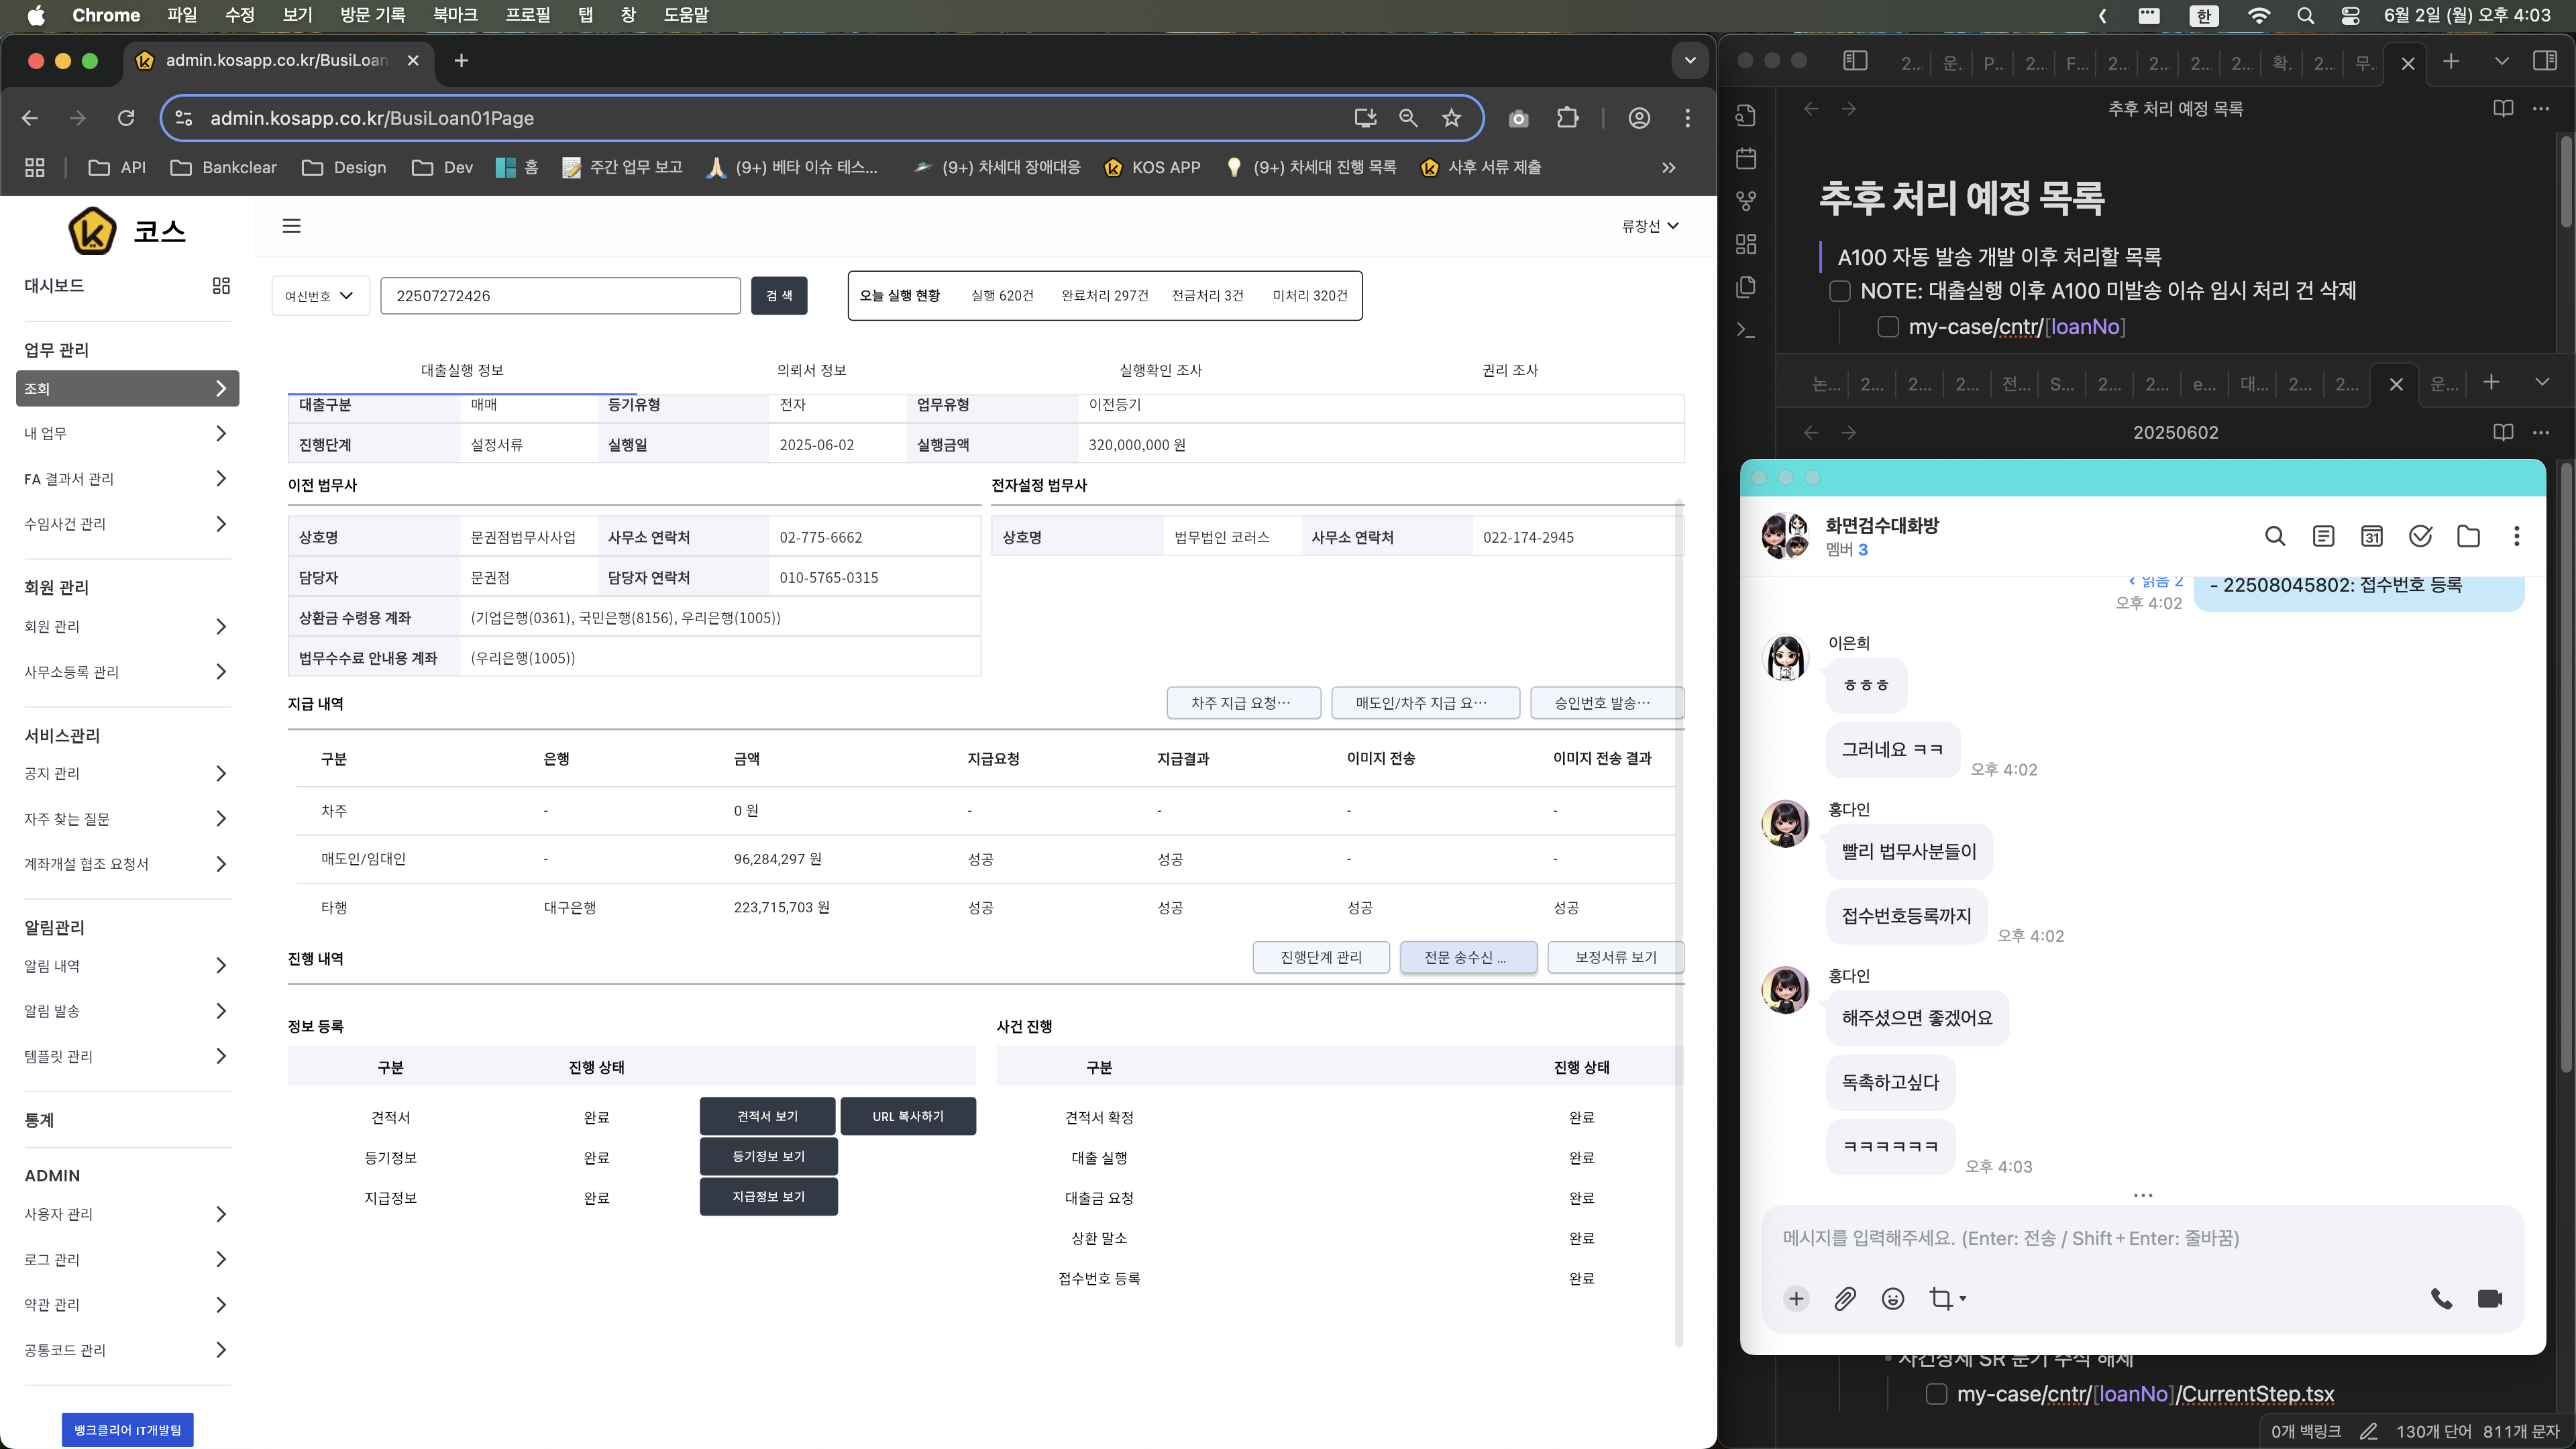 Chrome 파일 수정 보기 방문 기록 북마크 프로필 탭 창 도움말
한 6월 2일 (월) 오후 4:03
admin.kosapp.co.kr/BusiLoan
admin.kosapp.co.kr/BusiLoan01Page
API Bankclear Design Dev 홈 주간 업무 보고 (9+) 베타 이슈 테스... (9+) 차세대 장애대응 KOS APP (9+) 차세대 진행 목록 사후 서류 제출
코스
류창선
대시보드
업무 관리
조회
내 업무
FA 결과서 관리
수임사건 관리
회원 관리
회원 관리
사무소등록 관리
서비스관리
공지 관리
자주 찾는 질문
계좌개설 협조 요청서
알림관리
알림 내역
알림 발송
템플릿 관리
통계
ADMIN
사용자 관리
로그 관리
약관 관리
공통코드 관리
뱅크클리어 IT개발팀
여신번호 22507272426 검 색
오늘 실행 현황 실행 620건 완료처리 297건 전금처리 3건 미처리 320건
대출실행 정보 의뢰서 정보 실행확인 조사 권리 조사
대출구분 매매 등기유형 전자 업무유형 이전등기
진행단계 설정서류 실행일 2025-06-02 실행금액 320,000,000 원
이전 법무사
상호명 문권점법무사사업 사무소 연락처 02-775-6662
담당자 문권점 담당자 연락처 010-5765-0315
상환금 수령용 계좌 (기업은행(0361), 국민은행(8156), 우리은행(1005))
법무수수료 안내용 계좌 (우리은행(1005))
전자설정 법무사
상호명 법무법인 코러스 사무소 연락처 022-174-2945
지급 내역
차주 지급 요청… 매도인/차주 지급 요… 승인번호 발송…
구분 은행 금액 지급요청 지급결과 이미지 전송 이미지 전송 결과
차주 - 0 원 - - - -
매도인/임대인 - 96,284,297 원 성공 성공 - -
타행 대구은행 223,715,703 원 성공 성공 성공 성공
진행 내역
진행단계 관리 전문 송수신 ... 보정서류 보기
정보 등록
구분 진행 상태
견적서 완료 견적서 보기 URL 복사하기
등기정보 완료 등기정보 보기
지급정보 완료 지급정보 보기
사건 진행
구분 진행 상태
견적서 확정 완료
대출 실행 완료
대출금 요청 완료
상환 말소 완료
접수번호 등록 완료
2... 운. P... 2... F... 2... 2... 2... 2... 확. 2... 무.
추후 처리 예정 목록
추후 처리 예정 목록
A100 자동 발송 개발 이후 처리할 목록
NOTE: 대출실행 이후 A100 미발송 이슈 임시 처리 건 삭제
my-case/cntr/[loanNo]
논... 2... 2... 2... 전... S... 2... 2... e... 대... 2... 2... 운...
20250602
화면검수대화방
멤버 3
31
읽음 2
오후 4:02
- 22508045802: 접수번호 등록
이은희
ㅎㅎㅎ
그러네요 ㅋㅋ
오후 4:02
홍다인
빨리 법무사분들이
접수번호등록까지
오후 4:02
홍다인
해주셨으면 좋겠어요
독촉하고싶다
ㅋㅋㅋㅋㅋㅋ
오후 4:03
메시지를 입력해주세요. (Enter: 전송 / Shift+Enter: 줄바꿈)
사건상세 SR 분기 주석 해제
my-case/cntr/[loanNo]/CurrentStep.tsx
0개 백링크 130개 단어 811개 문자